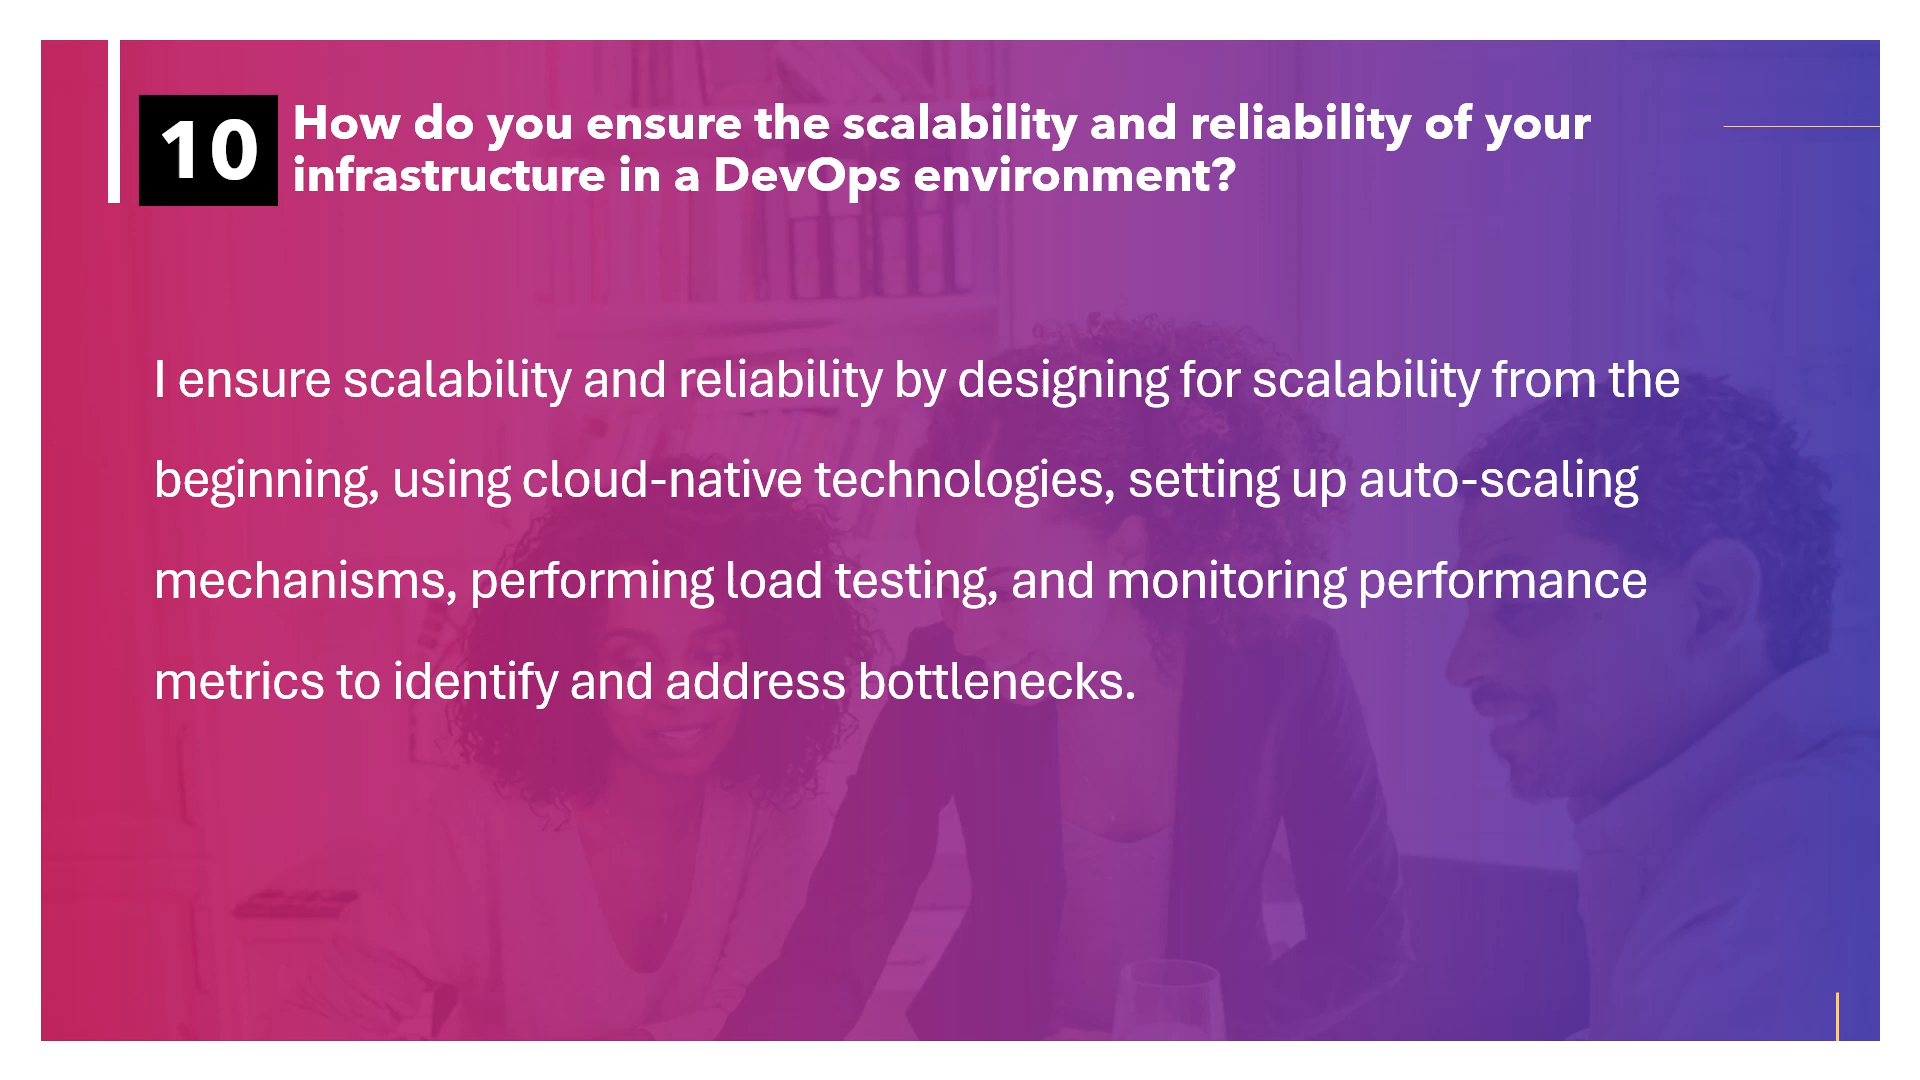 10
How do you ensure the scalability and reliability of your
infrastructure in a DevOps environment?
I ensure scalability and reliability by designing for scalability from the
beginning, using cloud-native technologies, setting up auto-scaling
mechanisms, performing load testing, and monitoring performance
metrics to identify and address bottlenecks.